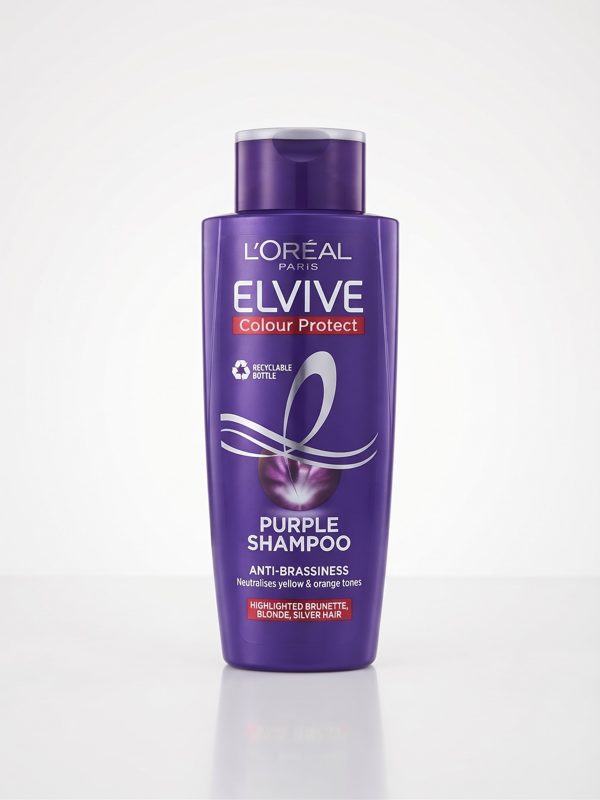 L'ORÉAL
PARIS
ELVIVE
Colour Protect
RECYCLABLE
BOTTLE
PURPLE
SHAMPOO
ANTI-BRASSINESS
Neutralises yellow & orange tones
HIGHLIGHTED BRUNETTE,
BLONDE, SILVER HAIR